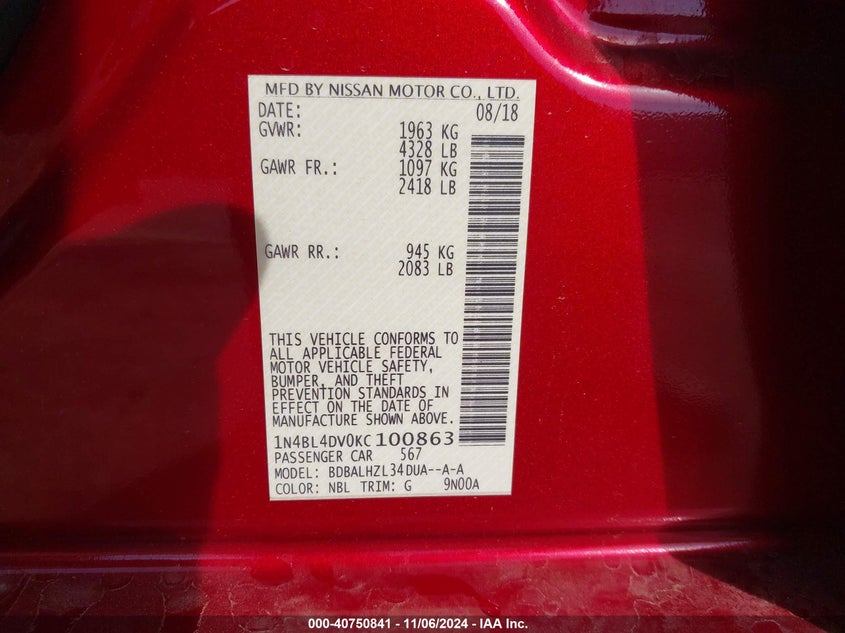 MFD BY NISSAN MOTOR CO., LTD.
DATE: 08/18
GVWR: 1963 KG
4328 LB
GAWR FR.: 1097 KG
2418 LB
GAWR RR.: 945 KG
2083 LB
THIS VEHICLE CONFORMS TO
ALL APPLICABLE FEDERAL
MOTOR VEHICLE SAFETY,
BUMPER, AND THEFT
PREVENTION STANDARDS IN
EFFECT ON THE DATE OF
MANUFACTURE SHOWN ABOVE.
1N4BL4DV0KC100863
PASSENGER CAR 567
MODEL: BDBALHZL34DUA--A-A
COLOR: NBL TRIM: G 9N00A
000-40750841 - 11/06/2024 - IAA Inc.